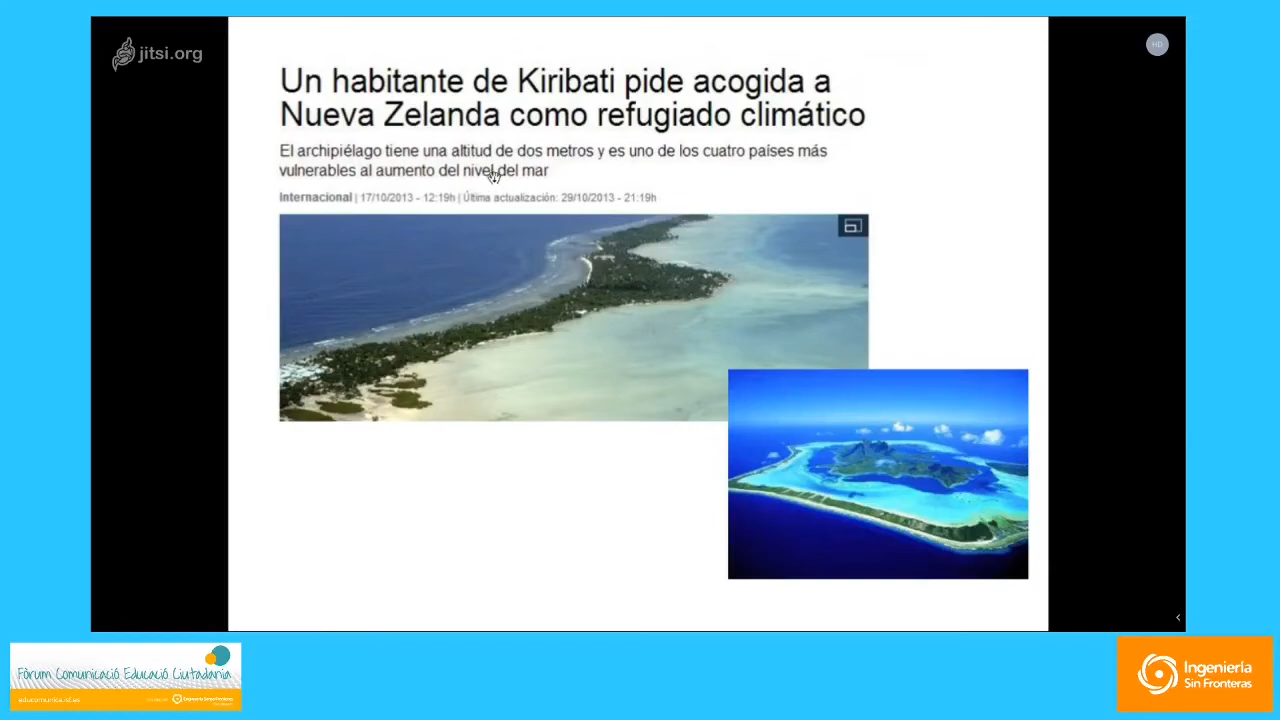 jitsi.org
HD
Un habitante de Kiribati pide acogida a
Nueva Zelanda como refugiado climático
El archipiélago tiene una altitud de dos metros y es uno de los cuatro países más
vulnerables al aumento del nivel del mar
Internacional | 17/10/2013 - 12:19h | Última actualización: 29/10/2013 - 21:19h
Fòrum Comunicació Educació Ciutadania
Ingeniería
Sin Fronteras